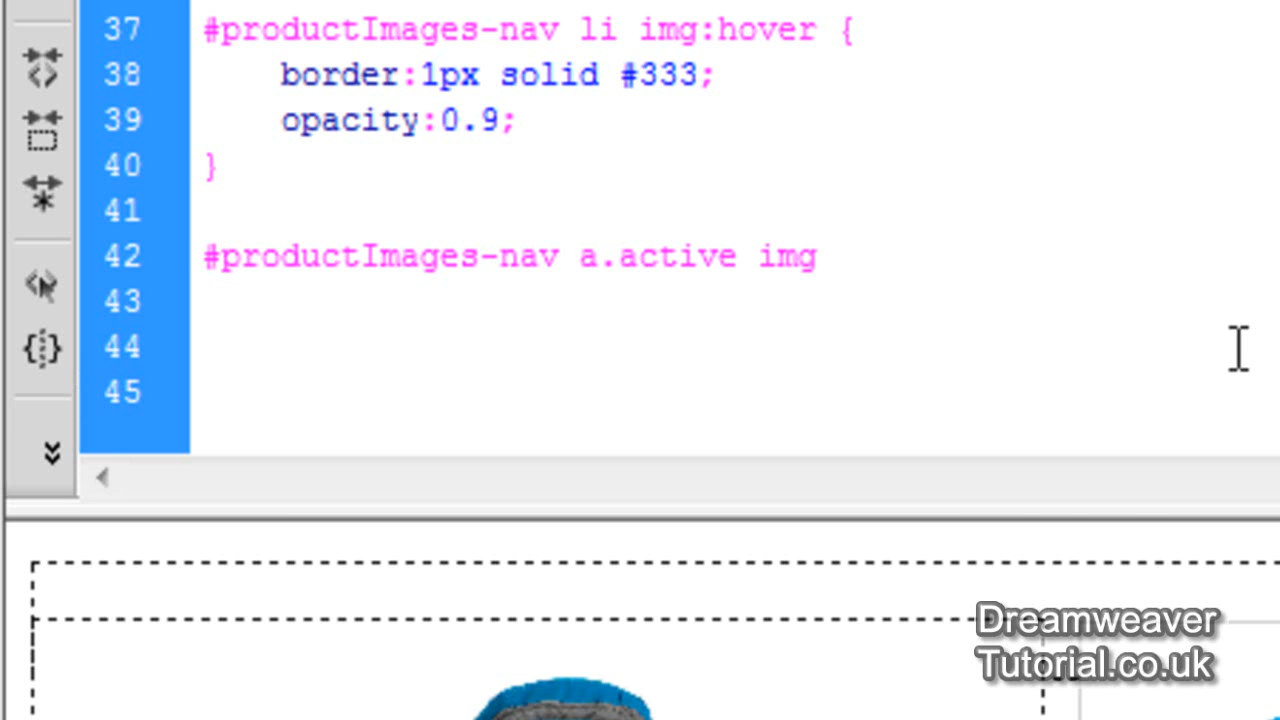 37 #productImages-nav li img:hover {
38 border:1px solid #333;
39 opacity:0.9;
40 }
41
42 #productImages-nav a.active img
43
44
45
Dreamweaver
Tutorial.co.uk